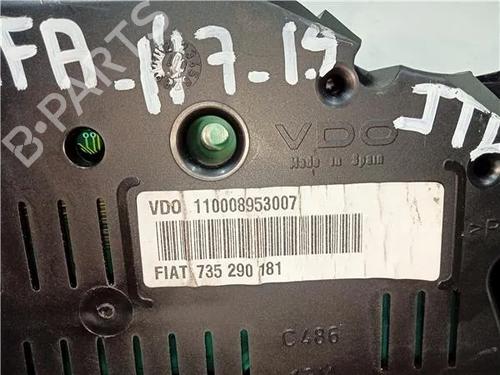 FA-147-1.9
JTD
B-PARTS
VDO
Made in Spain
VDO 110008953007
FIAT 735 290 181
C486
>P